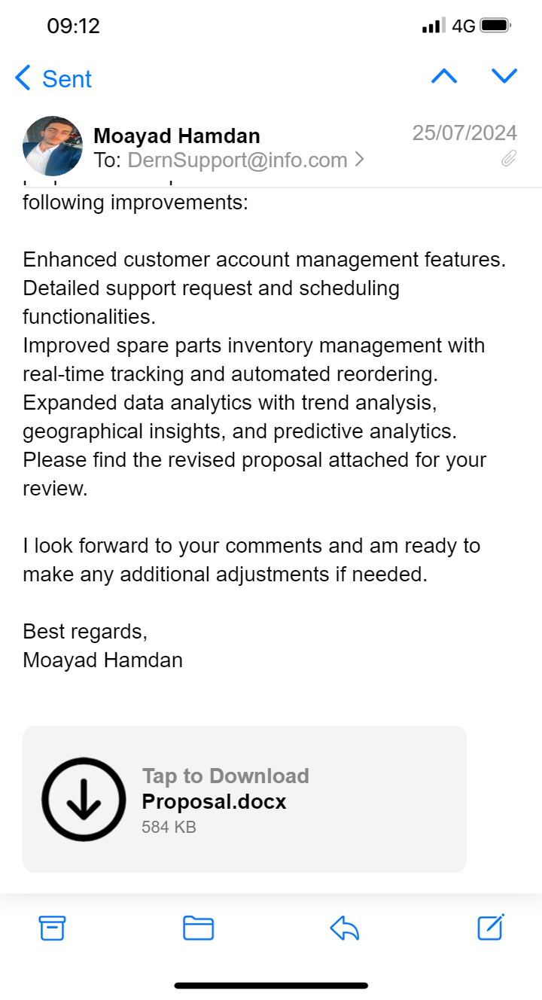 09:12
4G
Sent
Moayad Hamdan
25/07/2024
To: DernSupport@info.com
following improvements:
Enhanced customer account management features.
Detailed support request and scheduling
functionalities.
Improved spare parts inventory management with
real-time tracking and automated reordering.
Expanded data analytics with trend analysis,
geographical insights, and predictive analytics.
Please find the revised proposal attached for your
review.
I look forward to your comments and am ready to
make any additional adjustments if needed.
Best regards,
Moayad Hamdan
Tap to Download
Proposal.docx
584 KB